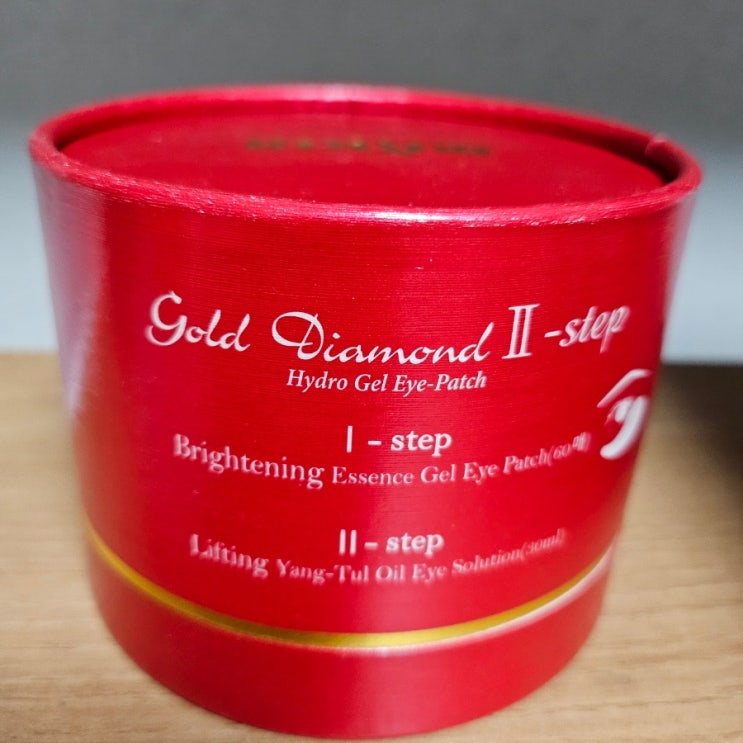 Gold Diamond II-step
Hydro Gel Eye-Patch
I - step
Brightening Essence Gel Eye Patch(60매)
II - step
Lifting Yang-Tul Oil Eye Solution(30ml)